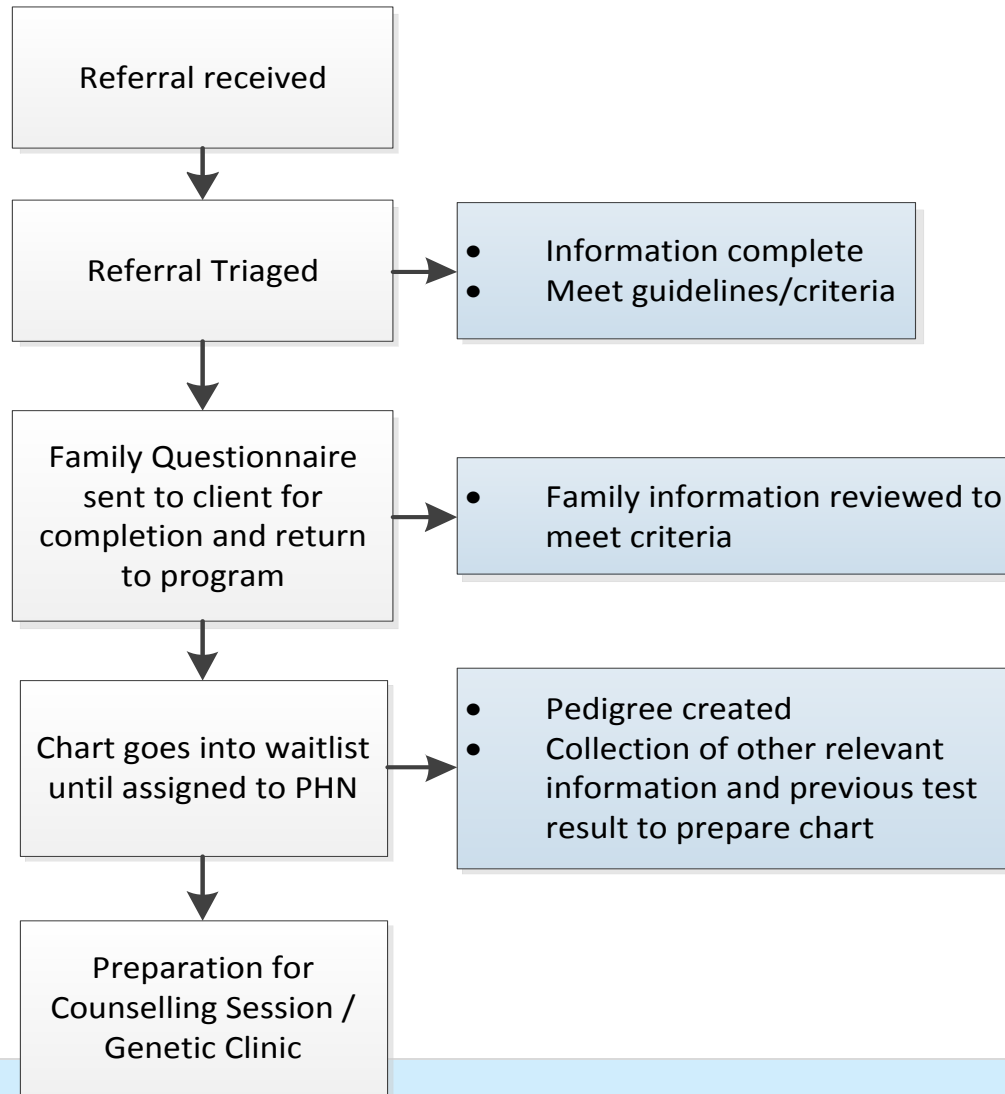 Referral received
Referral Triaged
• Information complete
• Meet guidelines/criteria
Family Questionnaire
sent to client for
completion and return
to program
• Family information reviewed to
meet criteria
Chart goes into waitlist
until assigned to PHN
• Pedigree created
• Collection of other relevant
information and previous test
result to prepare chart
Preparation for
Counselling Session /
Genetic Clinic